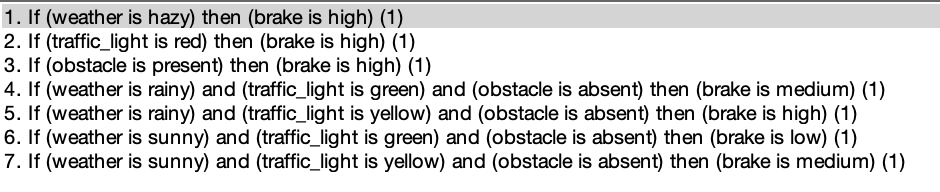 1. If (weather is hazy) then (brake is high) (1)
2. If (traffic_light is red) then (brake is high) (1)
3. If (obstacle is present) then (brake is high) (1)
4. If (weather is rainy) and (traffic_light is green) and (obstacle is absent) then (brake is medium) (1)
5. If (weather is rainy) and (traffic_light is yellow) and (obstacle is absent) then (brake is high) (1)
6. If (weather is sunny) and (traffic_light is green) and (obstacle is absent) then (brake is low) (1)
7. If (weather is sunny) and (traffic_light is yellow) and (obstacle is absent) then (brake is medium) (1)